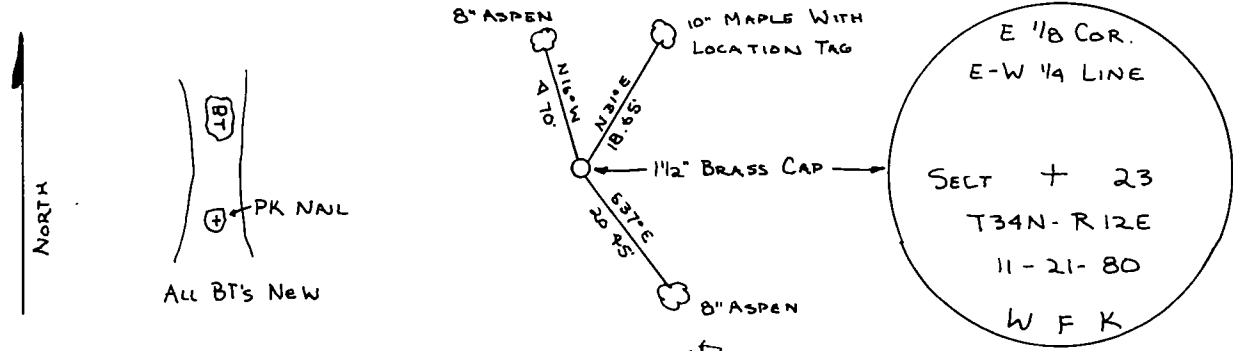 8" ASPEN
10" MAPLE WITH
LOCATION TAG
N16°W
4 70'
N31°E
18.65'
1½" BRASS CAP
S37°E
20 45'
8" ASPEN
NORTH
BT
+
PK NAIL
ALL BT'S NEW
E 1/8 COR.
E-W 1/4 LINE
SECT + 23
T34N-R12E
11-21-80
W F K